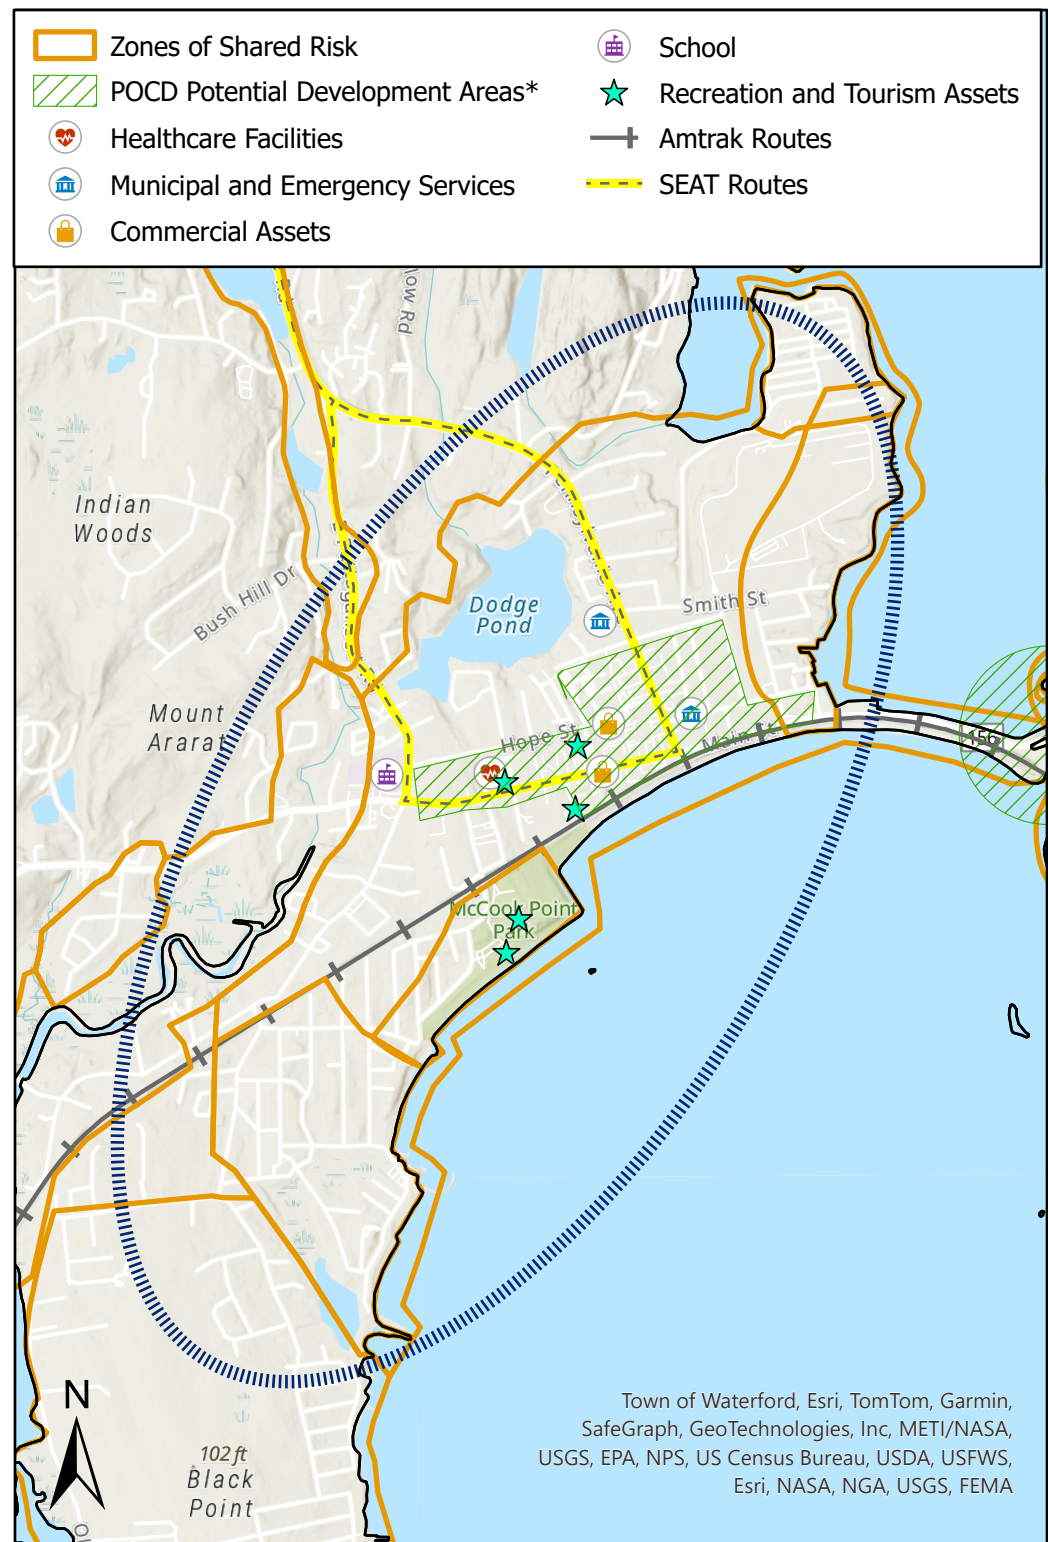 Zones of Shared Risk
POCD Potential Development Areas*
Healthcare Facilities
Municipal and Emergency Services
Commercial Assets
School
Recreation and Tourism Assets
Amtrak Routes
SEAT Routes
low Rd
Indian
Woods
Bush Hill Dr
Dodge
Pond
Smith St
Mount
Ararat
Hope St
Main St
156
McCook Point
Park
N
102 ft
Black
Point
Town of Waterford, Esri, TomTom, Garmin,
SafeGraph, GeoTechnologies, Inc, METI/NASA,
USGS, EPA, NPS, US Census Bureau, USDA, USFWS,
Esri, NASA, NGA, USGS, FEMA